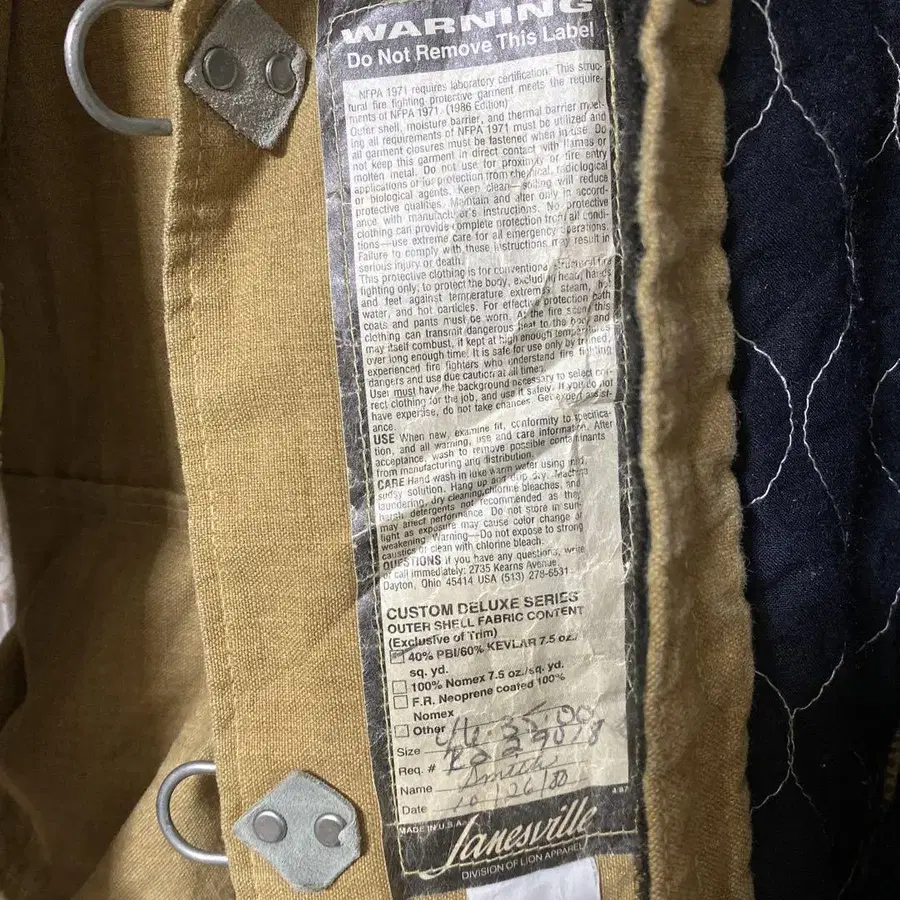 WARNING
Do Not Remove This Label
NFPA 1971 requires laboratory certification. This struc-
tural fire fighting protective garment meets the require-
ments of NFPA 1971. (1986 Edition)
Outer shell, moisture barrier, and thermal barrier meet-
ing all requirements of NFPA 1971 must be utilized and
all garment closures must be fastened when in use. Do
not keep this garment in direct contact with flames or
molten metal. Do not use for proximity or fire entry
applications or for protection from chemical, radiological
or biological agents. Keep clean—soiling will reduce
protective qualities. Maintain and alter only in accord-
ance with manufacturer's instructions. No protective
clothing can provide complete protection from all condi-
tions—use extreme care for all emergency operations.
Failure to comply with these instructions may result in
serious injury or death.
This protective clothing is for conventional structural fire
fighting only, to protect the body, excluding head, hands
and feet against temperature extremes, steam, hot
water, and hot particles. For effective protection both
coats and pants must be worn. At the fire scene this
clothing can transmit dangerous heat to the body and
may itself combust, if kept at high enough temperatures
over long enough time. It is safe for use only by trained,
experienced fire fighters who understand fire fighting
dangers and use due caution at all times.
User must have the background necessary to select cor-
rect clothing for the job, and use it safely. If you do not
have expertise, do not take chances. Get expert assist-
ance.
USE When new, examine fit, conformity to specifica-
tion, and all warning, use and care information. After
acceptance, wash to remove possible contaminants
from manufacturing and distribution.
CARE Hand wash in luke warm water using mild,
sudsy solution. Hang up and drip dry. Machine
laundering, dry cleaning, chlorine bleaches, and
harsh detergents not recommended as they
may affect performance. Do not store in sun
light as exposure may cause color change or
weakening. Warning—Do not expose to strong
caustic or clean with chlorine bleach.
QUESTIONS If you have any questions, write
or call immediately: 2735 Kearns Avenue,
Dayton, Ohio 45414 USA (513) 278-6531
CUSTOM DELUXE SERIES
OUTER SHELL FABRIC CONTENT
(Exclusive of Trim)
40% PBI/60% KEVLAR 7.5 oz./
sq. yd.
100% Nomex 7.5 oz./sq. yd.
F.R. Neoprene coated 100%
Nomex
Other
Size 35.00
Req. # 29078
Name Smith
Date 10/26/80
4 87
MADE IN U.S.A.
Janesville
DIVISION OF LION APPAREL